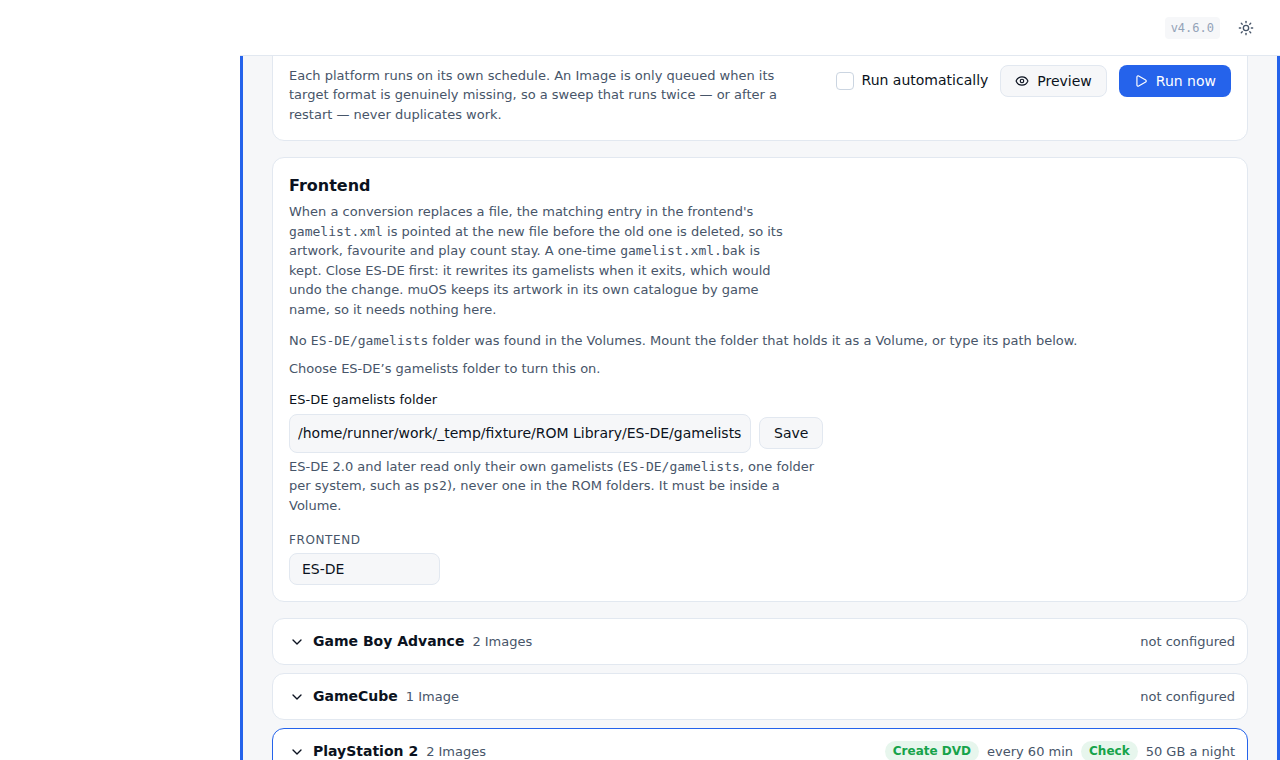 v4.6.0
Each platform runs on its own schedule. An Image is only queued when its
target format is genuinely missing, so a sweep that runs twice — or after a
restart — never duplicates work.
Run automatically
Preview
Run now
Frontend
When a conversion replaces a file, the matching entry in the frontend's
gamelist.xml is pointed at the new file before the old one is deleted, so its
artwork, favourite and play count stay. A one-time gamelist.xml.bak is
kept. Close ES-DE first: it rewrites its gamelists when it exits, which would
undo the change. muOS keeps its artwork in its own catalogue by game
name, so it needs nothing here.
No ES-DE/gamelists folder was found in the Volumes. Mount the folder that holds it as a Volume, or type its path below.
Choose ES-DE’s gamelists folder to turn this on.
ES-DE gamelists folder
/home/runner/work/_temp/fixture/ROM Library/ES-DE/gamelists
Save
ES-DE 2.0 and later read only their own gamelists (ES-DE/gamelists, one folder
per system, such as ps2), never one in the ROM folders. It must be inside a
Volume.
FRONTEND
ES-DE
Game Boy Advance 2 Images not configured
GameCube 1 Image not configured
PlayStation 2 2 Images Create DVD every 60 min Check 50 GB a night